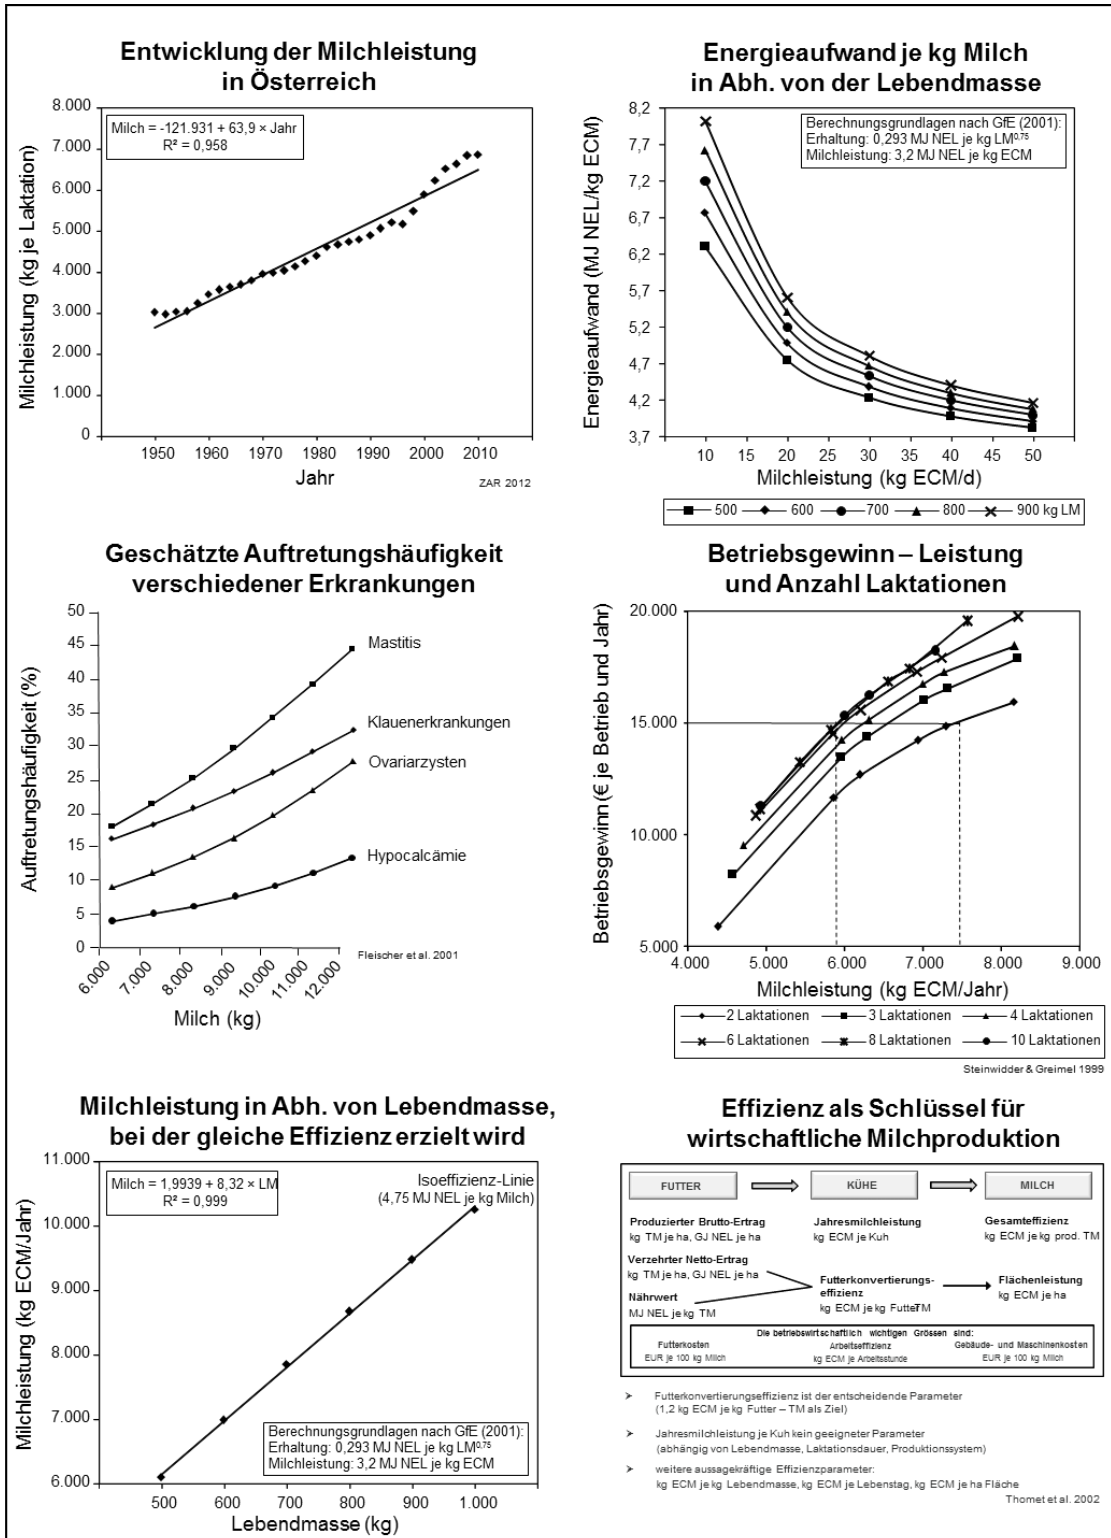 Entwicklung der Milchleistung
in Österreich
Milchleistung (kg je Laktation)
8.000
7.000
6.000
5.000
4.000
3.000
2.000
1.000
0
Milch = -121.931 + 63,9 × Jahr
R² = 0,958
1950 1960 1970 1980 1990 2000 2010
Jahr
ZAR 2012
Energieaufwand je kg Milch
in Abh. von der Lebendmasse
Energieaufwand (MJ NEL/kg ECM)
8,2
7,7
7,2
6,7
6,2
5,7
5,2
4,7
4,2
3,7
Berechnungsgrundlagen nach GfE (2001):
Erhaltung: 0,293 MJ NEL je kg LM0,75
Milchleistung: 3,2 MJ NEL je kg ECM
10 15 20 25 30 35 40 45 50
Milchleistung (kg ECM/d)
500 600 700 800 900 kg LM
Geschätzte Auftretungshäufigkeit
verschiedener Erkrankungen
Auftretungshäufigkeit (%)
50
45
40
35
30
25
20
15
10
5
0
Mastitis
Klauenerkrankungen
Ovariarzysten
Hypocalcämie
6.000 7.000 8.000 9.000 10.000 11.000 12.000
Fleischer et al. 2001
Milch (kg)
Betriebsgewinn – Leistung
und Anzahl Laktationen
Betriebsgewinn (€ je Betrieb und Jahr)
20.000
15.000
10.000
5.000
4.000 5.000 6.000 7.000 8.000 9.000
Milchleistung (kg ECM/Jahr)
2 Laktationen 3 Laktationen 4 Laktationen
6 Laktationen 8 Laktationen 10 Laktationen
Steinwidder & Greimel 1999
Milchleistung in Abh. von Lebendmasse,
bei der gleiche Effizienz erzielt wird
Milchleistung (kg ECM/Jahr)
11.000
10.000
9.000
8.000
7.000
6.000
Milch = 1,9939 + 8,32 × LM
R² = 0,999
Isoeffizienz-Linie
(4,75 MJ NEL je kg Milch)
Berechnungsgrundlagen nach GfE (2001):
Erhaltung: 0,293 MJ NEL je kg LM0,75
Milchleistung: 3,2 MJ NEL je kg ECM
500 600 700 800 900 1.000
Lebendmasse (kg)
Effizienz als Schlüssel für
wirtschaftliche Milchproduktion
FUTTER KÜHE MILCH
Produzierter Brutto-Ertrag
kg TM je ha, GJ NEL je ha
Jahresmilchleistung
kg ECM je Kuh
Gesamteffizienz
kg ECM je kg prod. TM
Verzehrter Netto-Ertrag
kg TM je ha, GJ NEL je ha
Nährwert
MJ NEL je kg TM
Futterkonvertierungs-
effizienz
kg ECM je kg FutterTM
Flächenleistung
kg ECM je ha
Die betriebswirtschaftlich wichtigen Grössen sind:
Futterkosten Arbeitseffizienz Gebäude- und Maschinenkosten
EUR je 100 kg Milch kg ECM je Arbeitsstunde EUR je 100 kg Milch
➢ Futterkonvertierungseffizienz ist der entscheidende Parameter
(1,2 kg ECM je kg Futter – TM als Ziel)
➢ Jahresmilchleistung je Kuh kein geeigneter Parameter
(abhängig von Lebendmasse, Laktationsdauer, Produktionssystem)
➢ weitere aussagekräftige Effizienzparameter:
kg ECM je kg Lebendmasse, kg ECM je Lebenstag, kg ECM je ha Fläche
Thomet et al. 2002